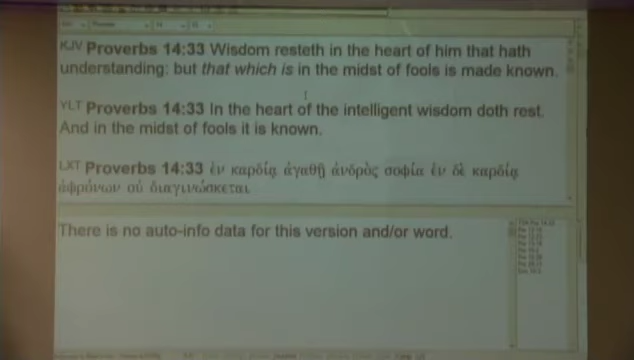 KJV Proverbs 14:33 Wisdom resteth in the heart of him that hath
understanding: but that which is in the midst of fools is made known.
YLT Proverbs 14:33 In the heart of the intelligent wisdom doth rest.
And in the midst of fools it is known.
LXT Proverbs 14:33 ἐν καρδίᾳ ἀγαθῇ ἀνδρὸς σοφία ἐν δὲ καρδίᾳ
ἀφρόνων οὐ διαγινώσκεται
There is no auto-info data for this version and/or word.